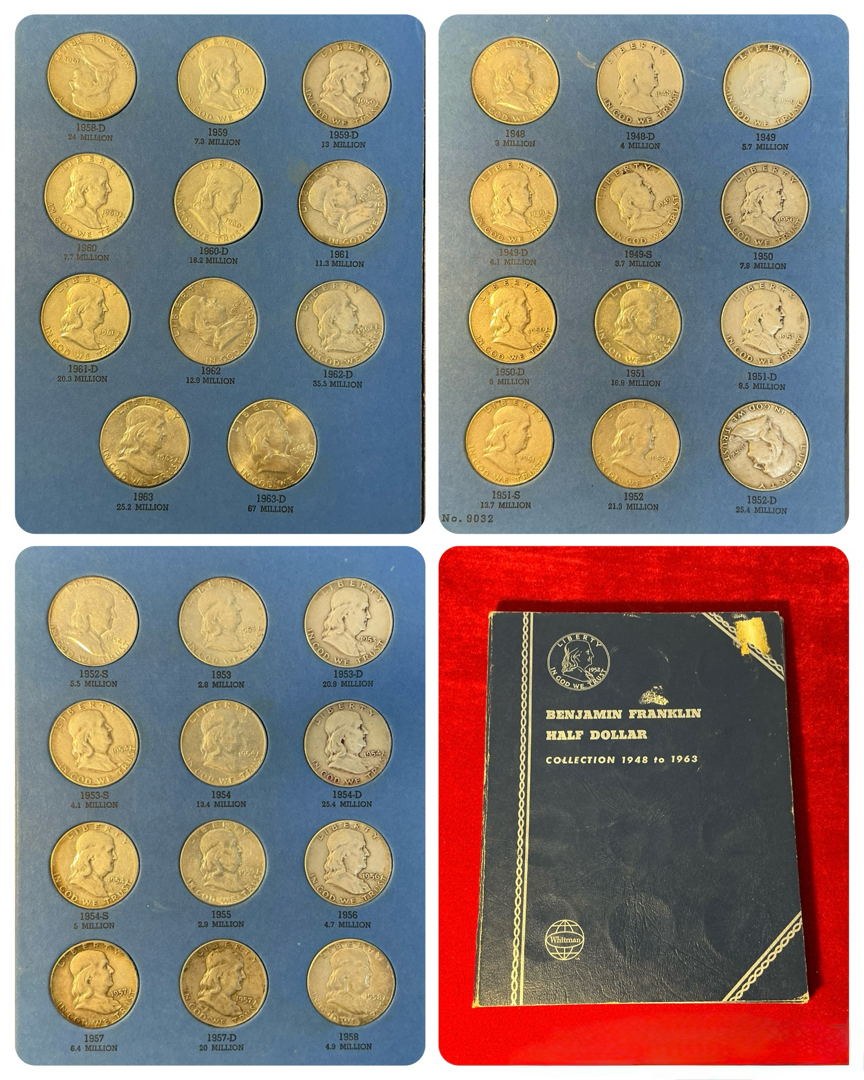 1958-D
24 MILLION
1959
7.2 MILLION
1959-D
13 MILLION
1960
7.7 MILLION
1960-D
18.2 MILLION
1961
11.3 MILLION
1961-D
20.3 MILLION
1962
12.9 MILLION
1962-D
35.5 MILLION
1963
25.2 MILLION
1963-D
67 MILLION
1948
3 MILLION
1948-D
4 MILLION
1949
5.7 MILLION
1949-D
4.1 MILLION
1949-S
3.7 MILLION
1950
7.8 MILLION
1950-D
8 MILLION
1951
16.9 MILLION
1951-D
9.5 MILLION
1951-S
13.7 MILLION
1952
21.3 MILLION
1952-D
25.4 MILLION
No. 9032
1952-S
5.5 MILLION
1953
2.8 MILLION
1953-D
20.9 MILLION
1953-S
4.1 MILLION
1954
13.4 MILLION
1954-D
25.4 MILLION
1954-S
5 MILLION
1955
2.9 MILLION
1956
4.7 MILLION
1957
6.4 MILLION
1957-D
20 MILLION
1958
4.9 MILLION
LIBERTY
1952
IN GOD WE TRUST
BENJAMIN FRANKLIN
HALF DOLLAR
COLLECTION 1948 to 1963
Whitman